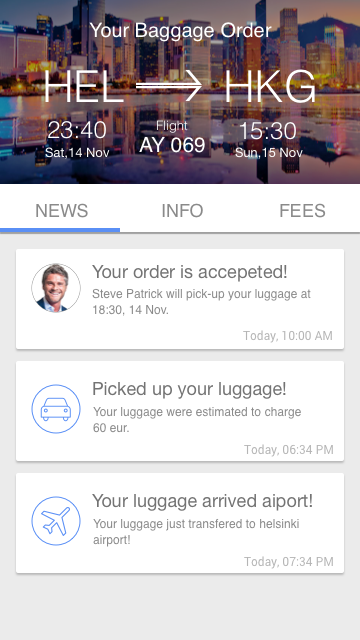 Your Baggage Order
HEL HKG
23:40 Flight 15:30
Sat,14 Nov AY 069 Sun,15 Nov
NEWS INFO FEES
Your order is accepeted!
Steve Patrick will pick-up your luggage at
18:30, 14 Nov.
Today, 10:00 AM
Picked up your luggage!
Your luggage were estimated to charge
60 eur.
Today, 06:34 PM
Your luggage arrived aiport!
Your luggage just transfered to helsinki
airport!
Today, 07:34 PM